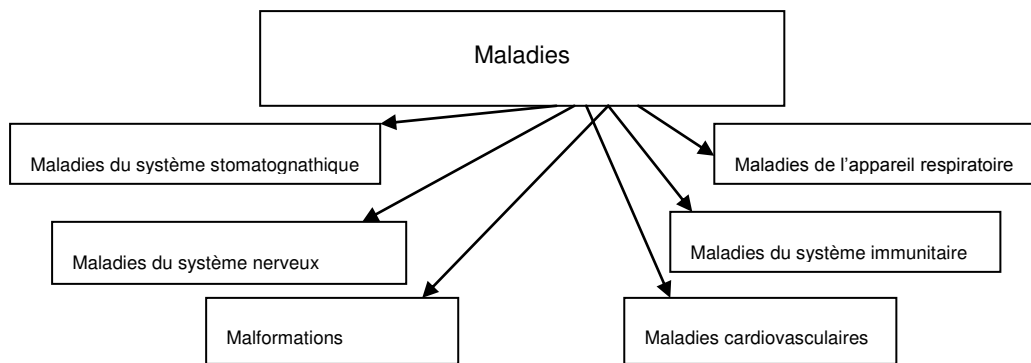 Maladies
Maladies du système stomatognathique
Maladies de l’appareil respiratoire
Maladies du système nerveux
Maladies du système immunitaire
Malformations
Maladies cardiovasculaires